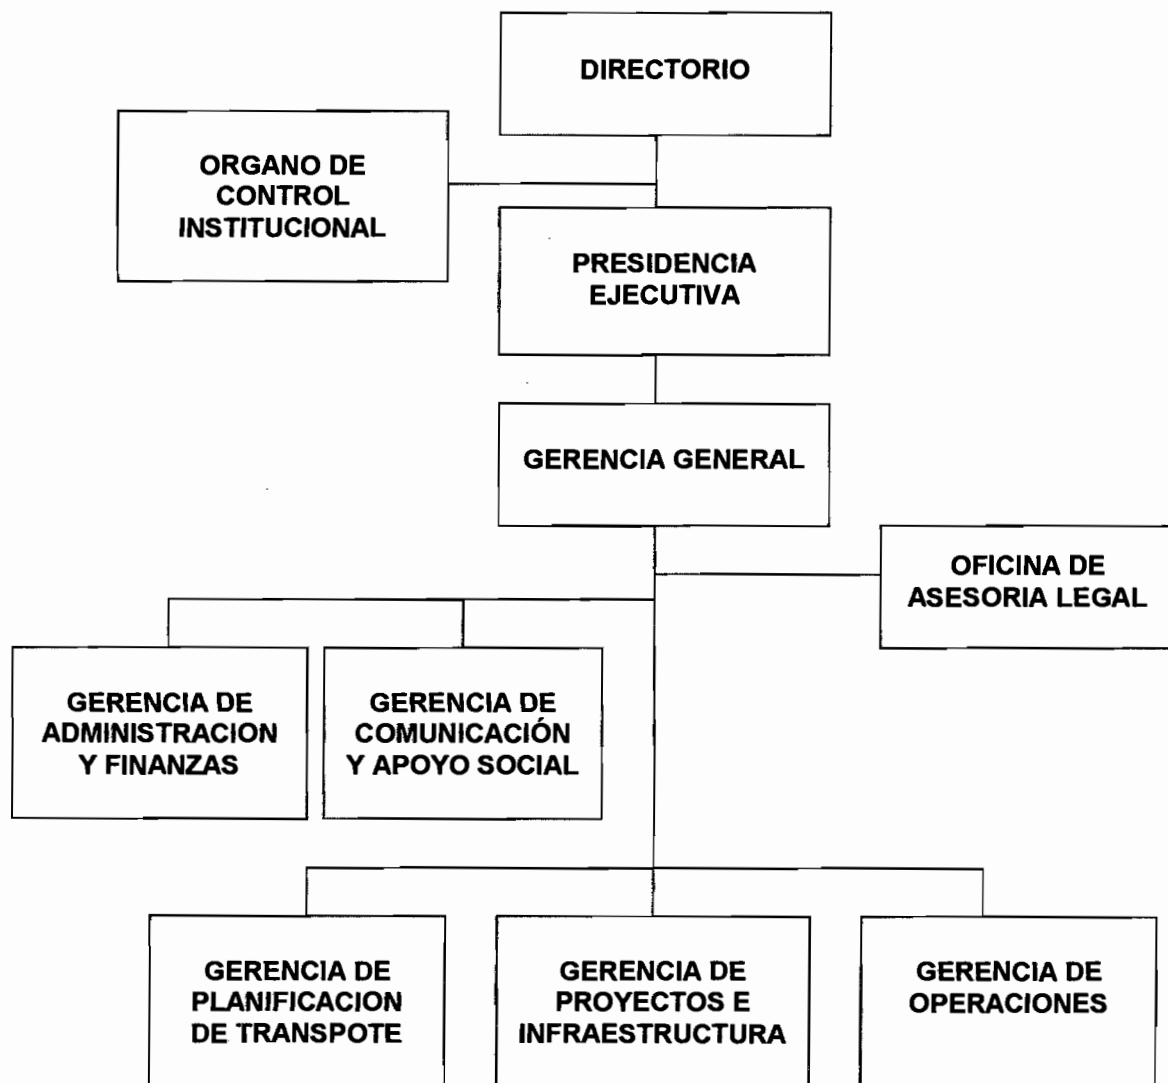 DIRECTORIO
ORGANO DE
CONTROL
INSTITUCIONAL
PRESIDENCIA
EJECUTIVA
GERENCIA GENERAL
OFICINA DE
ASESORIA LEGAL
GERENCIA DE
ADMINISTRACION
Y FINANZAS
GERENCIA DE
COMUNICACIÓN
Y APOYO SOCIAL
GERENCIA DE
PLANIFICACION
DE TRANSPOTE
GERENCIA DE
PROYECTOS E
INFRAESTRUCTURA
GERENCIA DE
OPERACIONES